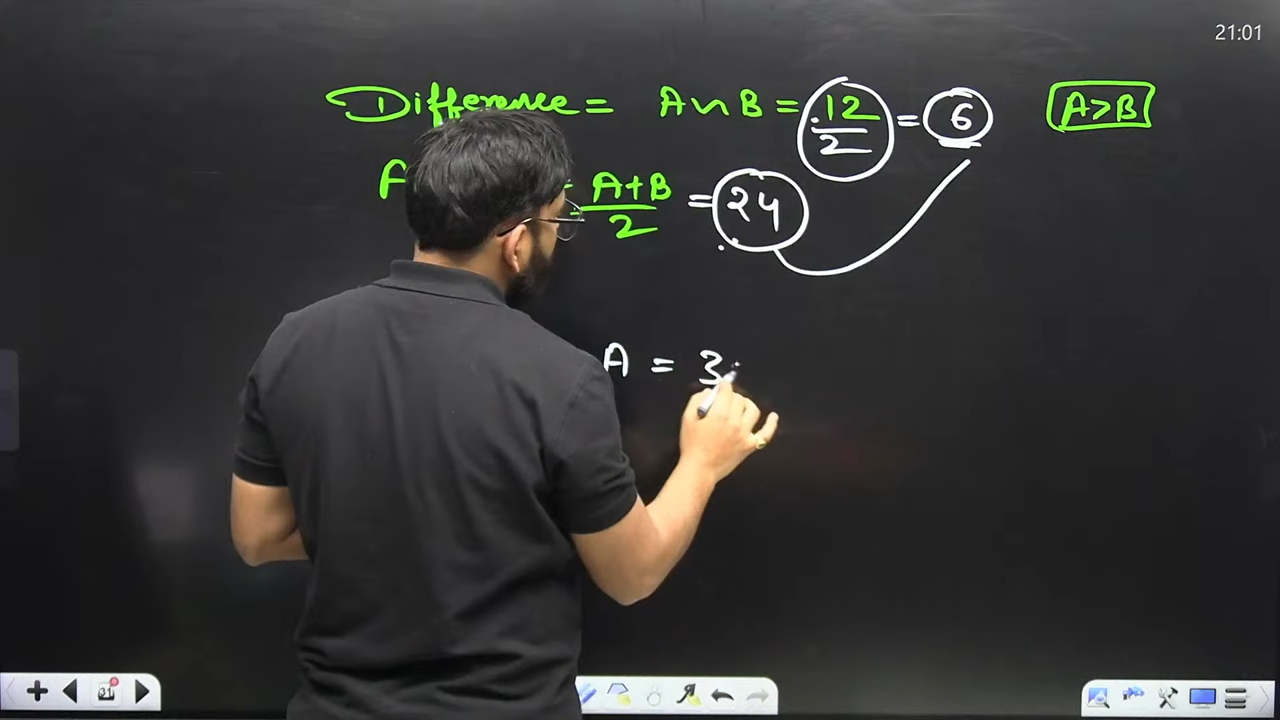 21:01
Difference = A ~ B = 12/2 = 6 A>B
A+B/2 = 24
A = 3